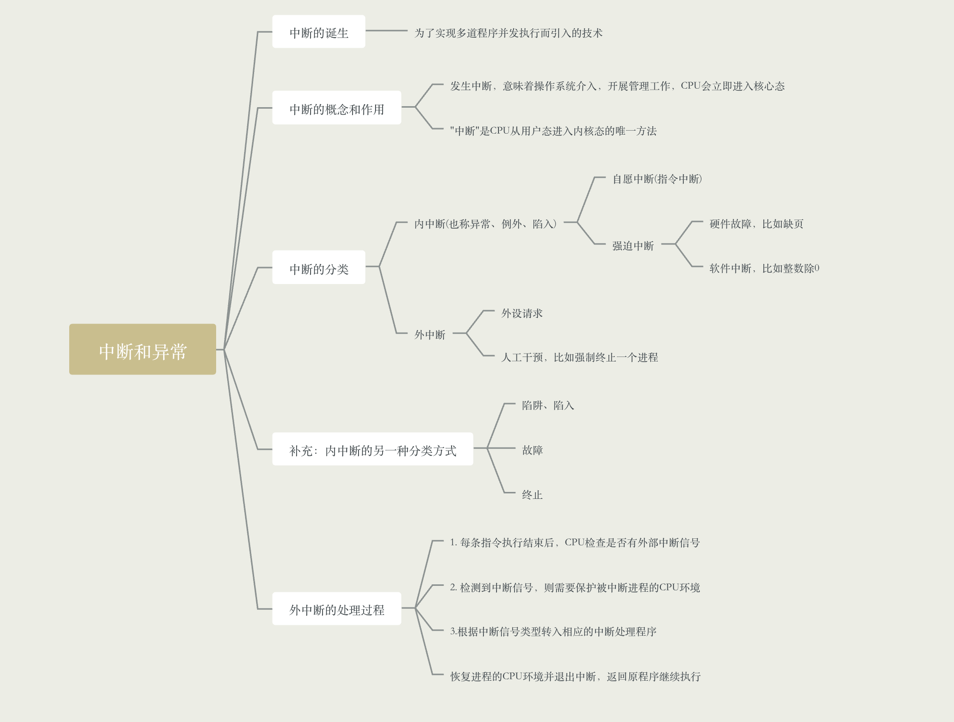 中断和异常
中断的诞生
为了实现多道程序并发执行而引入的技术
中断的概念和作用
发生中断，意味着操作系统介入，开展管理工作，CPU会立即进入核心态
"中断"是CPU从用户态进入内核态的唯一方法
中断的分类
内中断(也称异常、例外、陷入)
自愿中断(指令中断)
强迫中断
硬件故障，比如缺页
软件中断，比如整数除0
外中断
外设请求
人工干预，比如强制终止一个进程
补充：内中断的另一种分类方式
陷阱、陷入
故障
终止
外中断的处理过程
1. 每条指令执行结束后，CPU检查是否有外部中断信号
2. 检测到中断信号，则需要保护被中断进程的CPU环境
3.根据中断信号类型转入相应的中断处理程序
恢复进程的CPU环境并退出中断，返回原程序继续执行